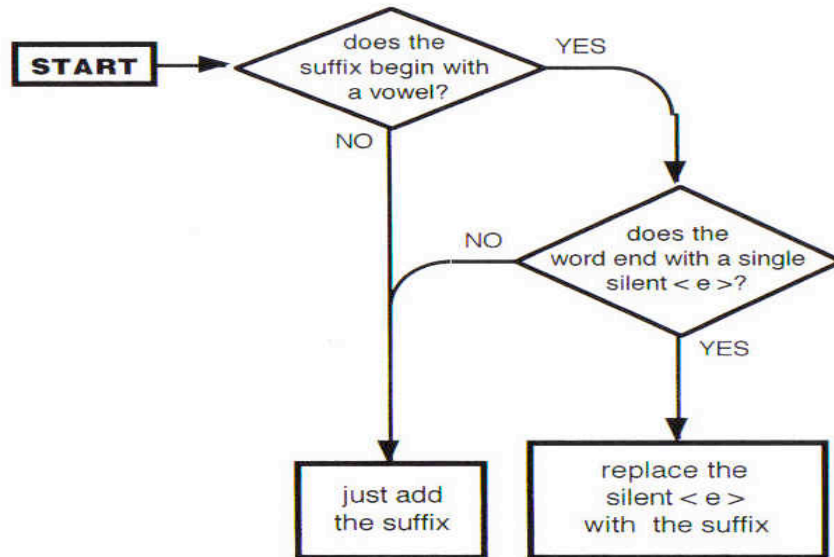 START
does the
suffix begin with
a vowel?
YES
NO
does the
word end with a single
silent < e >?
NO
YES
just add
the suffix
replace the
silent < e >
with the suffix